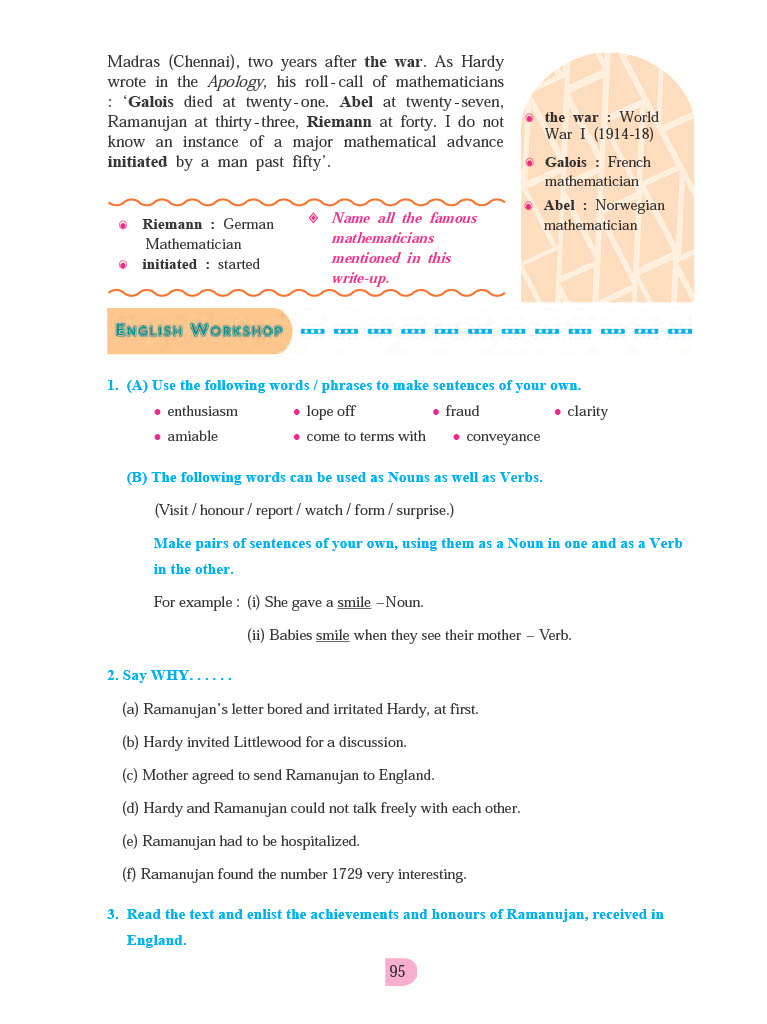 Madras (Chennai), two years after the war. As Hardy
wrote in the Apology, his roll-call of mathematicians
: ‘Galois died at twenty-one. Abel at twenty-seven,
Ramanujan at thirty-three, Riemann at forty. I do not
know an instance of a major mathematical advance
initiated by a man past fifty’.
the war : World
War I (1914-18)
Galois : French
mathematician
Abel : Norwegian
mathematician
Riemann : German
Mathematician
initiated : started
Name all the famous
mathematicians
mentioned in this
write-up.
ENGLISH WORKSHOP
1. (A) Use the following words / phrases to make sentences of your own.
• enthusiasm • lope off • fraud • clarity
• amiable • come to terms with • conveyance
(B) The following words can be used as Nouns as well as Verbs.
(Visit / honour / report / watch / form / surprise.)
Make pairs of sentences of your own, using them as a Noun in one and as a Verb
in the other.
For example : (i) She gave a smile – Noun.
(ii) Babies smile when they see their mother – Verb.
2. Say WHY. . . . . .
(a) Ramanujan’s letter bored and irritated Hardy, at first.
(b) Hardy invited Littlewood for a discussion.
(c) Mother agreed to send Ramanujan to England.
(d) Hardy and Ramanujan could not talk freely with each other.
(e) Ramanujan had to be hospitalized.
(f) Ramanujan found the number 1729 very interesting.
3. Read the text and enlist the achievements and honours of Ramanujan, received in
England.
95